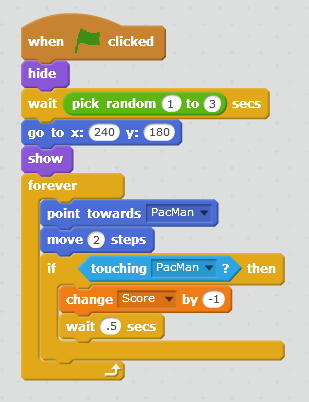 when clicked
hide
wait pick random 1 to 3 secs
go to x: 240 y: 180
show
forever
point towards PacMan
move 2 steps
if touching PacMan ? then
change Score by -1
wait .5 secs